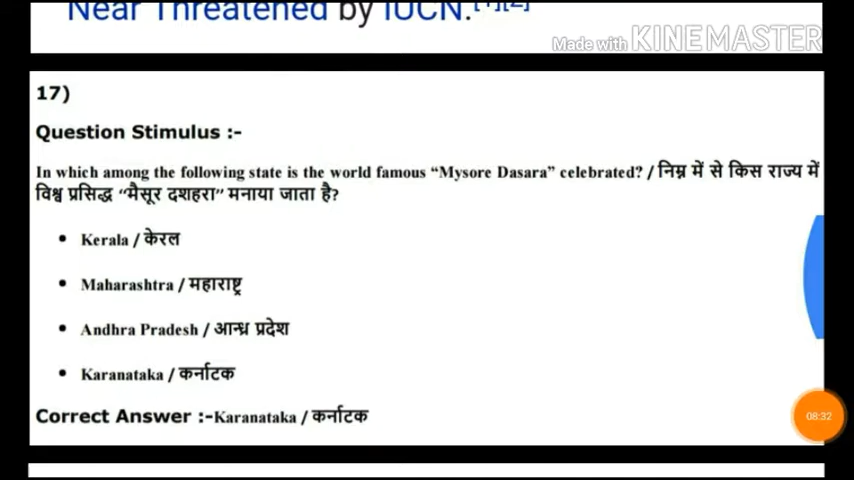 Near Threatened by IUCN.[1][2]
Made with KINEMASTER
17)
Question Stimulus :-
In which among the following state is the world famous “Mysore Dasara” celebrated? / निम्न में से किस राज्य में
विश्व प्रसिद्ध “मैसूर दशहरा” मनाया जाता है?
• Kerala / केरल
• Maharashtra / महाराष्ट्र
• Andhra Pradesh / आन्ध्र प्रदेश
• Karanataka / कर्नाटक
Correct Answer :-Karanataka / कर्नाटक
08:32